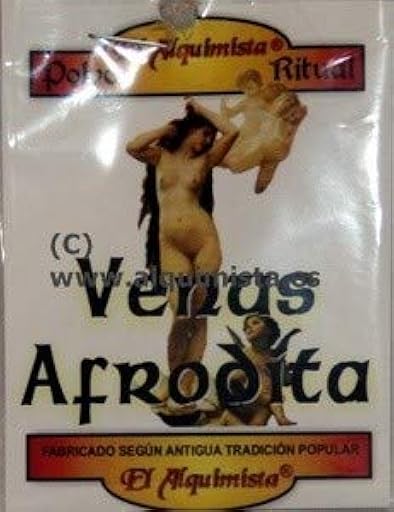 El Alquimista®
Polvo Ritual
(C)
www.alquimista.es
Venus
Afrodita
FABRICADO SEGÚN ANTIGUA TRADICIÓN POPULAR
El Alquimista®